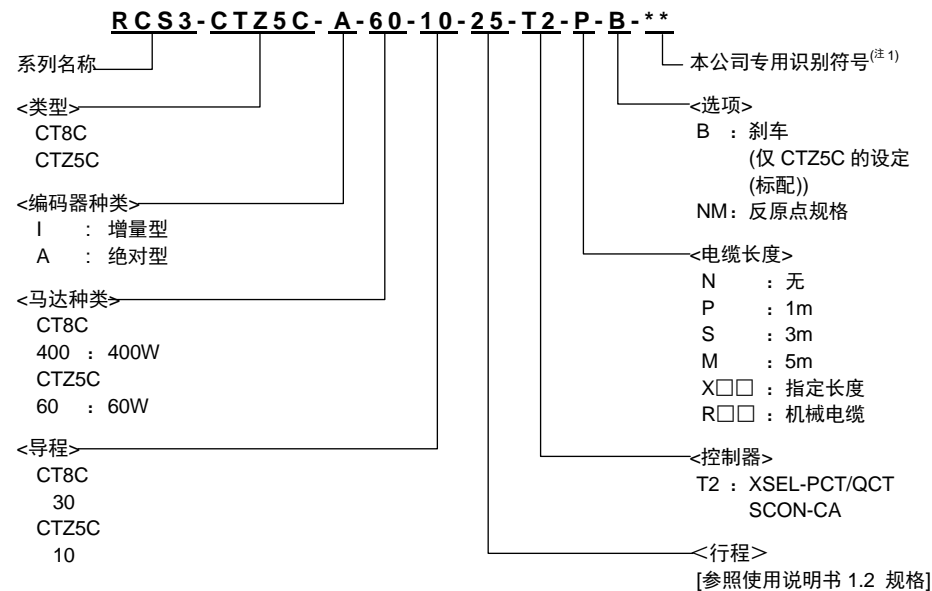 RCS3-CTZ5C-A-60-10-25-T2-P-B-**
系列名称
<类型>
CT8C
CTZ5C
<编码器种类>
I : 增量型
A : 绝对型
<马达种类>
CT8C
400 : 400W
CTZ5C
60 : 60W
<导程>
CT8C
30
CTZ5C
10
本公司专用识别符号(注1)
<选项>
B : 刹车
(仅 CTZ5C 的设定
(标配))
NM: 反原点规格
<电缆长度>
N : 无
P : 1m
S : 3m
M : 5m
X□□ : 指定长度
R□□ : 机械电缆
<控制器>
T2 : XSEL-PCT/QCT
SCON-CA
<行程>
[参照使用说明书 1.2 规格]